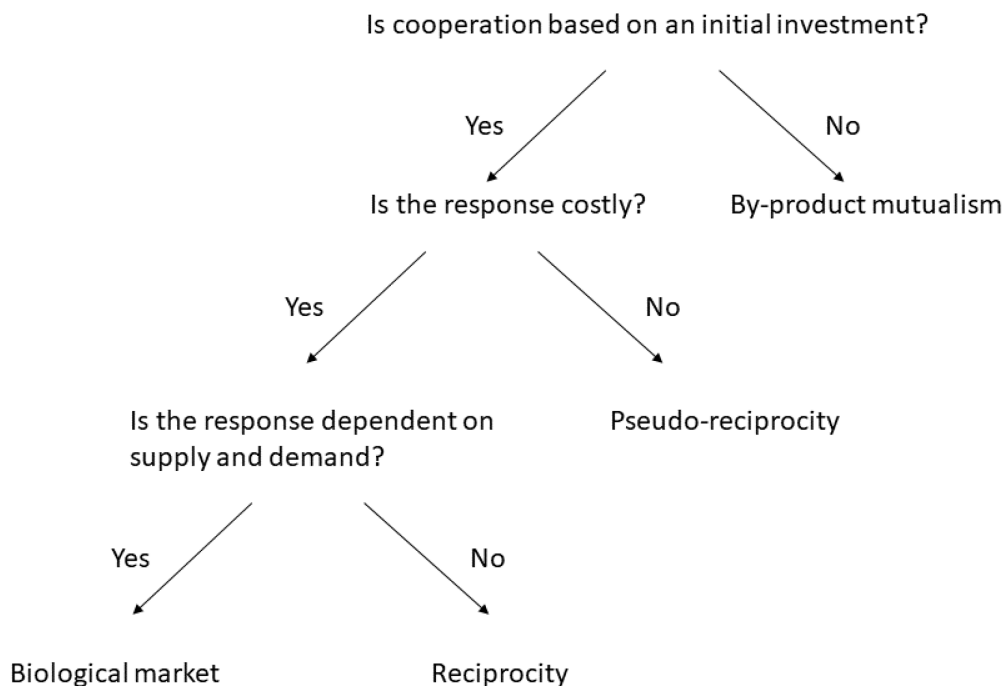 Is cooperation based on an initial investment?
Yes
No
Is the response costly?
By-product mutualism
Yes
No
Is the response dependent on
supply and demand?
Pseudo-reciprocity
Yes
No
Biological market
Reciprocity